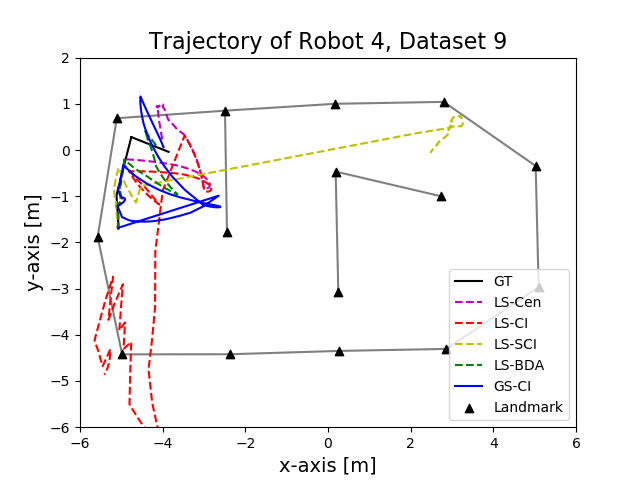 Trajectory of Robot 4, Dataset 9
2
1
0
−1
−2
−3
−4
−5
−6
y-axis [m]
GT
LS-Cen
LS-CI
LS-SCI
LS-BDA
GS-CI
Landmark
−6 −4 −2 0 2 4 6
x-axis [m]